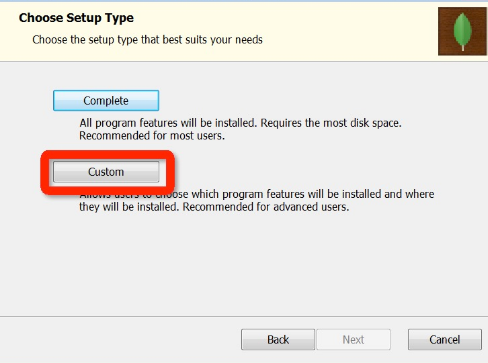 Choose Setup Type
Choose the setup type that best suits your needs
Complete
All program features will be installed. Requires the most disk space.
Recommended for most users.
Custom
Allows users to choose which program features will be installed and where
they will be installed. Recommended for advanced users.
Back
Next
Cancel